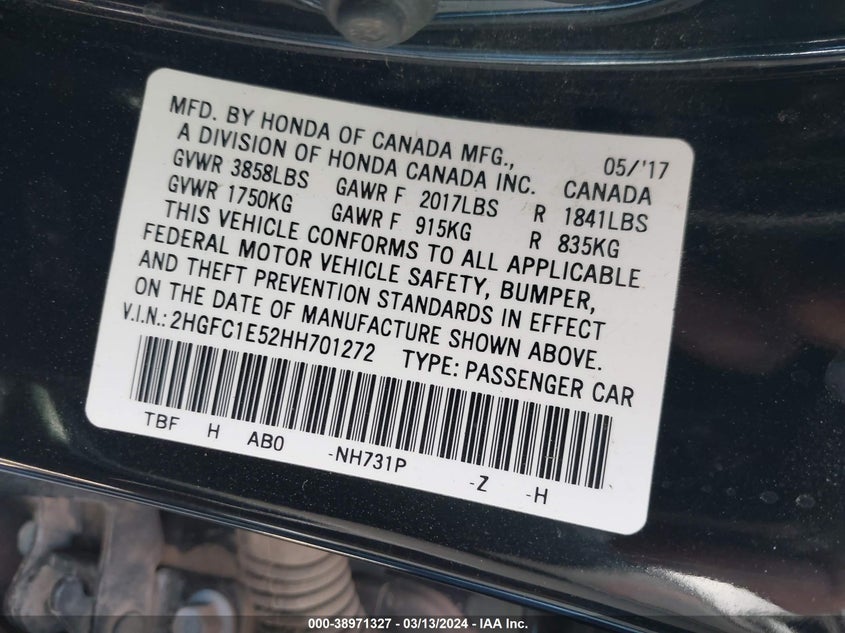 MFD. BY HONDA OF CANADA MFG., 05/'17
A DIVISION OF HONDA CANADA INC. CANADA
GVWR 3858LBS GAWR F 2017LBS R 1841LBS
GVWR 1750KG GAWR F 915KG R 835KG
THIS VEHICLE CONFORMS TO ALL APPLICABLE
FEDERAL MOTOR VEHICLE SAFETY, BUMPER,
AND THEFT PREVENTION STANDARDS IN EFFECT
ON THE DATE OF MANUFACTURE SHOWN ABOVE.
V.I.N.: 2HGFC1E52HH701272 TYPE: PASSENGER CAR
TBF H AB0 -NH731P -Z -H
000-38971327 - 03/13/2024 - IAA Inc.